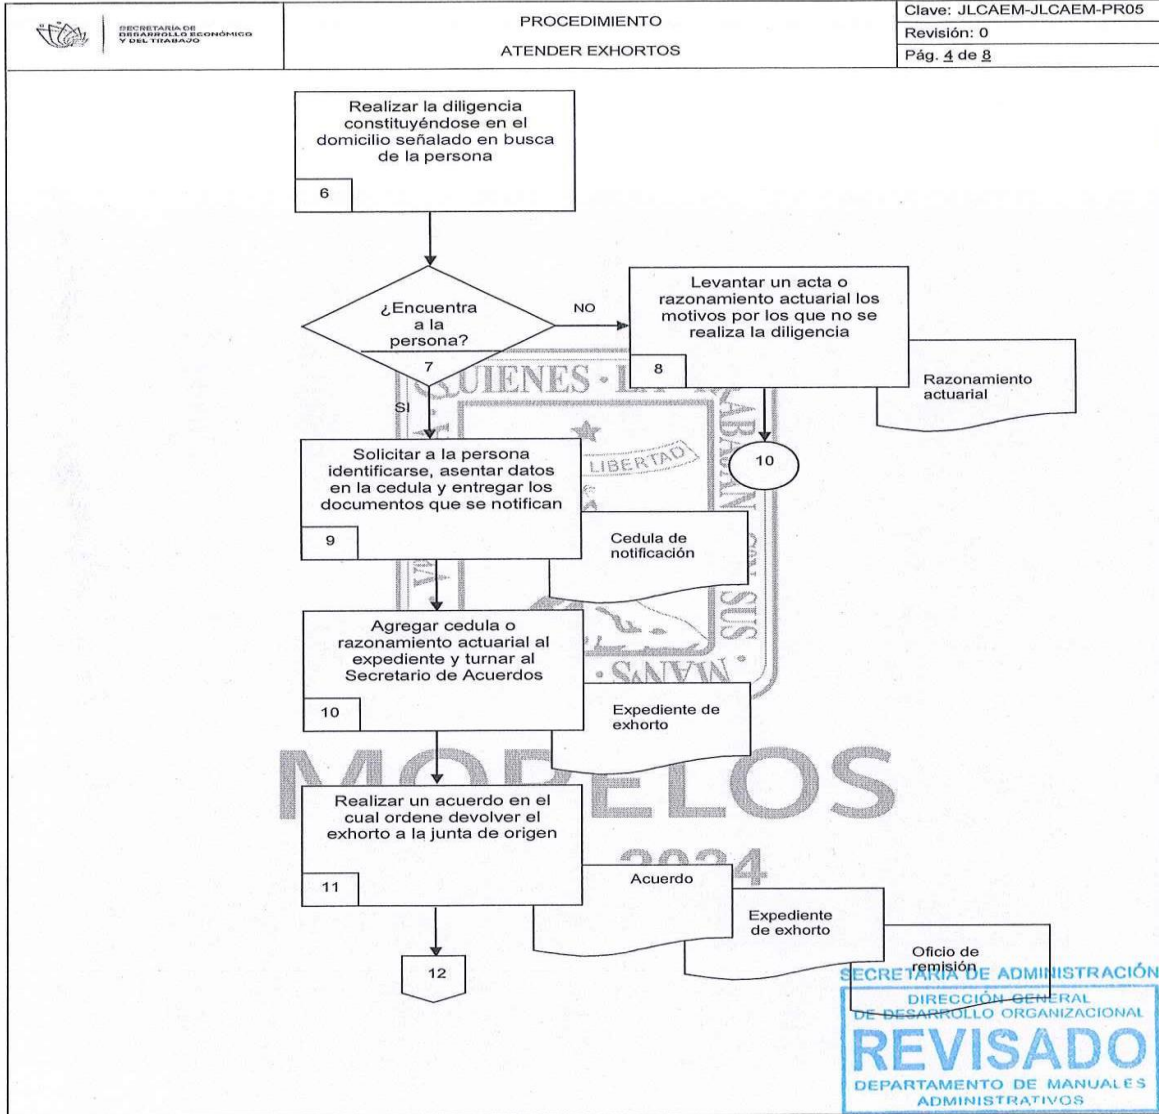 SECRETARÍA DE
DESARROLLO ECONÓMICO
Y DEL TRABAJO
PROCEDIMIENTO
ATENDER EXHORTOS
Clave: JLCAEM-JLCAEM-PR05
Revisión: 0
Pág. 4 de 8
Realizar la diligencia
constituyéndose en el
domicilio señalado en busca
de la persona
6
¿Encuentra
a la
persona?
7
NO
SI
Levantar un acta o
razonamiento actuarial los
motivos por los que no se
realiza la diligencia
8
Razonamiento
actuarial
10
Solicitar a la persona
identificarse, asentar datos
en la cedula y entregar los
documentos que se notifican
9
Cedula de
notificación
Agregar cedula o
razonamiento actuarial al
expediente y turnar al
Secretario de Acuerdos
10
Expediente de
exhorto
Realizar un acuerdo en el
cual ordene devolver el
exhorto a la junta de origen
11
Acuerdo
Expediente
de exhorto
Oficio de
remisión
12
QUIENES
LIBERTAD
SUS
MANOS
MORELOS
2024
SECRETARÍA DE ADMINISTRACIÓN
DIRECCIÓN GENERAL
DE DESARROLLO ORGANIZACIONAL
REVISADO
DEPARTAMENTO DE MANUALES
ADMINISTRATIVOS